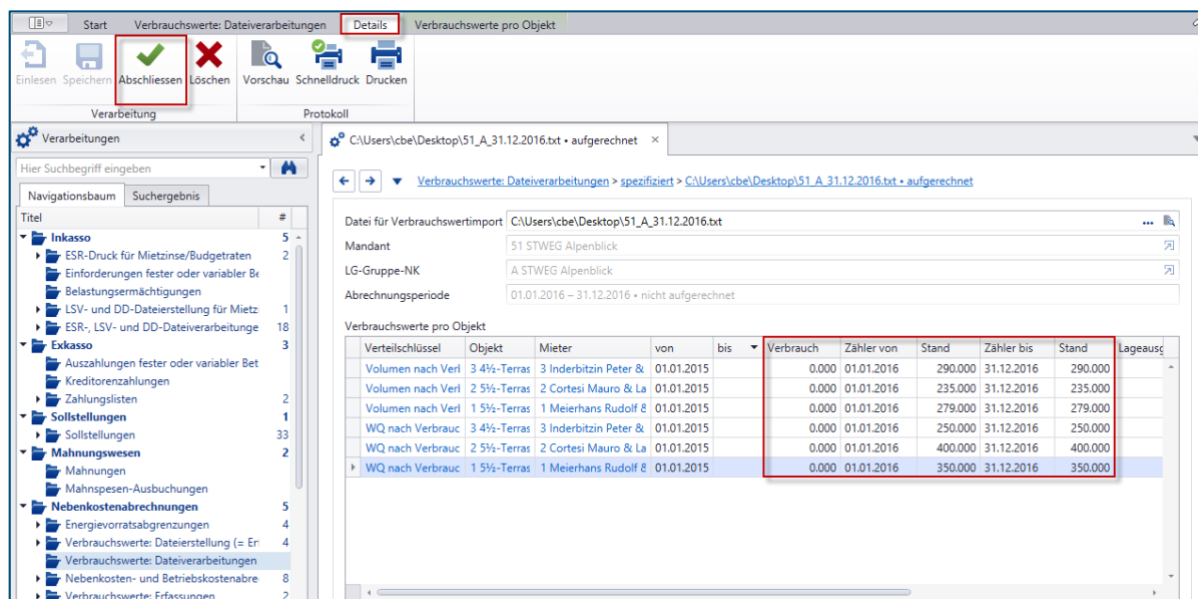 Start Verbrauchswerte: Dateiverarbeitungen Details Verbrauchswerte pro Objekt
Einlesen Speichern Abschliessen Löschen Vorschau Schnelldruck Drucken
Verarbeitung Protokoll
Verarbeitungen
C:\Users\cbe\Desktop\51_A_31.12.2016.txt • aufgerechnet ×
Hier Suchbegriff eingeben
Verbrauchswerte: Dateiverarbeitungen > spezifiziert > C:\Users\cbe\Desktop\51_A_31.12.2016.txt • aufgerechnet
Navigationsbaum Suchergebnis
Titel #
Inkasso 5
ESR-Druck für Mietzinse/Budgetraten 2
Einforderungen fester oder variabler Be
Belastungsermächtigungen
LSV- und DD-Dateierstellung für Mietz 1
ESR-, LSV- und DD-Dateiverarbeitunge 18
Exkasso 3
Auszahlungen fester oder variabler Bet
Kreditorenzahlungen
Zahlungslisten 2
Sollstellungen 1
Sollstellungen 33
Mahnungswesen 2
Mahnungen
Mahnspesen-Ausbuchungen
Nebenkostenabrechnungen 5
Energievorratsabgrenzungen 4
Verbrauchswerte: Dateierstellung (= Er 4
Verbrauchswerte: Dateiverarbeitungen
Nebenkosten- und Betriebskostenabre 8
Verbrauchswerte: Erfassungen 2
Datei für Verbrauchswertimport C:\Users\cbe\Desktop\51_A_31.12.2016.txt
Mandant 51 STWEG Alpenblick
LG-Gruppe-NK A STWEG Alpenblick
Abrechnungsperiode 01.01.2016 – 31.12.2016 • nicht aufgerechnet
Verbrauchswerte pro Objekt
Verteilschlüssel Objekt Mieter von bis Verbrauch Zähler von Stand Zähler bis Stand Lageausg
Volumen nach Verl 3 4½-Terras 3 Inderbitzin Peter & 01.01.2015 0.000 01.01.2016 290.000 31.12.2016 290.000
Volumen nach Verl 2 5½-Terras 2 Cortesi Mauro & La 01.01.2015 0.000 01.01.2016 235.000 31.12.2016 235.000
Volumen nach Verl 1 5½-Terras 1 Meierhans Rudolf & 01.01.2015 0.000 01.01.2016 279.000 31.12.2016 279.000
WQ nach Verbrauc 3 4½-Terras 3 Inderbitzin Peter & 01.01.2015 0.000 01.01.2016 250.000 31.12.2016 250.000
WQ nach Verbrauc 2 5½-Terras 2 Cortesi Mauro & La 01.01.2015 0.000 01.01.2016 400.000 31.12.2016 400.000
WQ nach Verbrauc 1 5½-Terras 1 Meierhans Rudolf & 01.01.2015 0.000 01.01.2016 350.000 31.12.2016 350.000